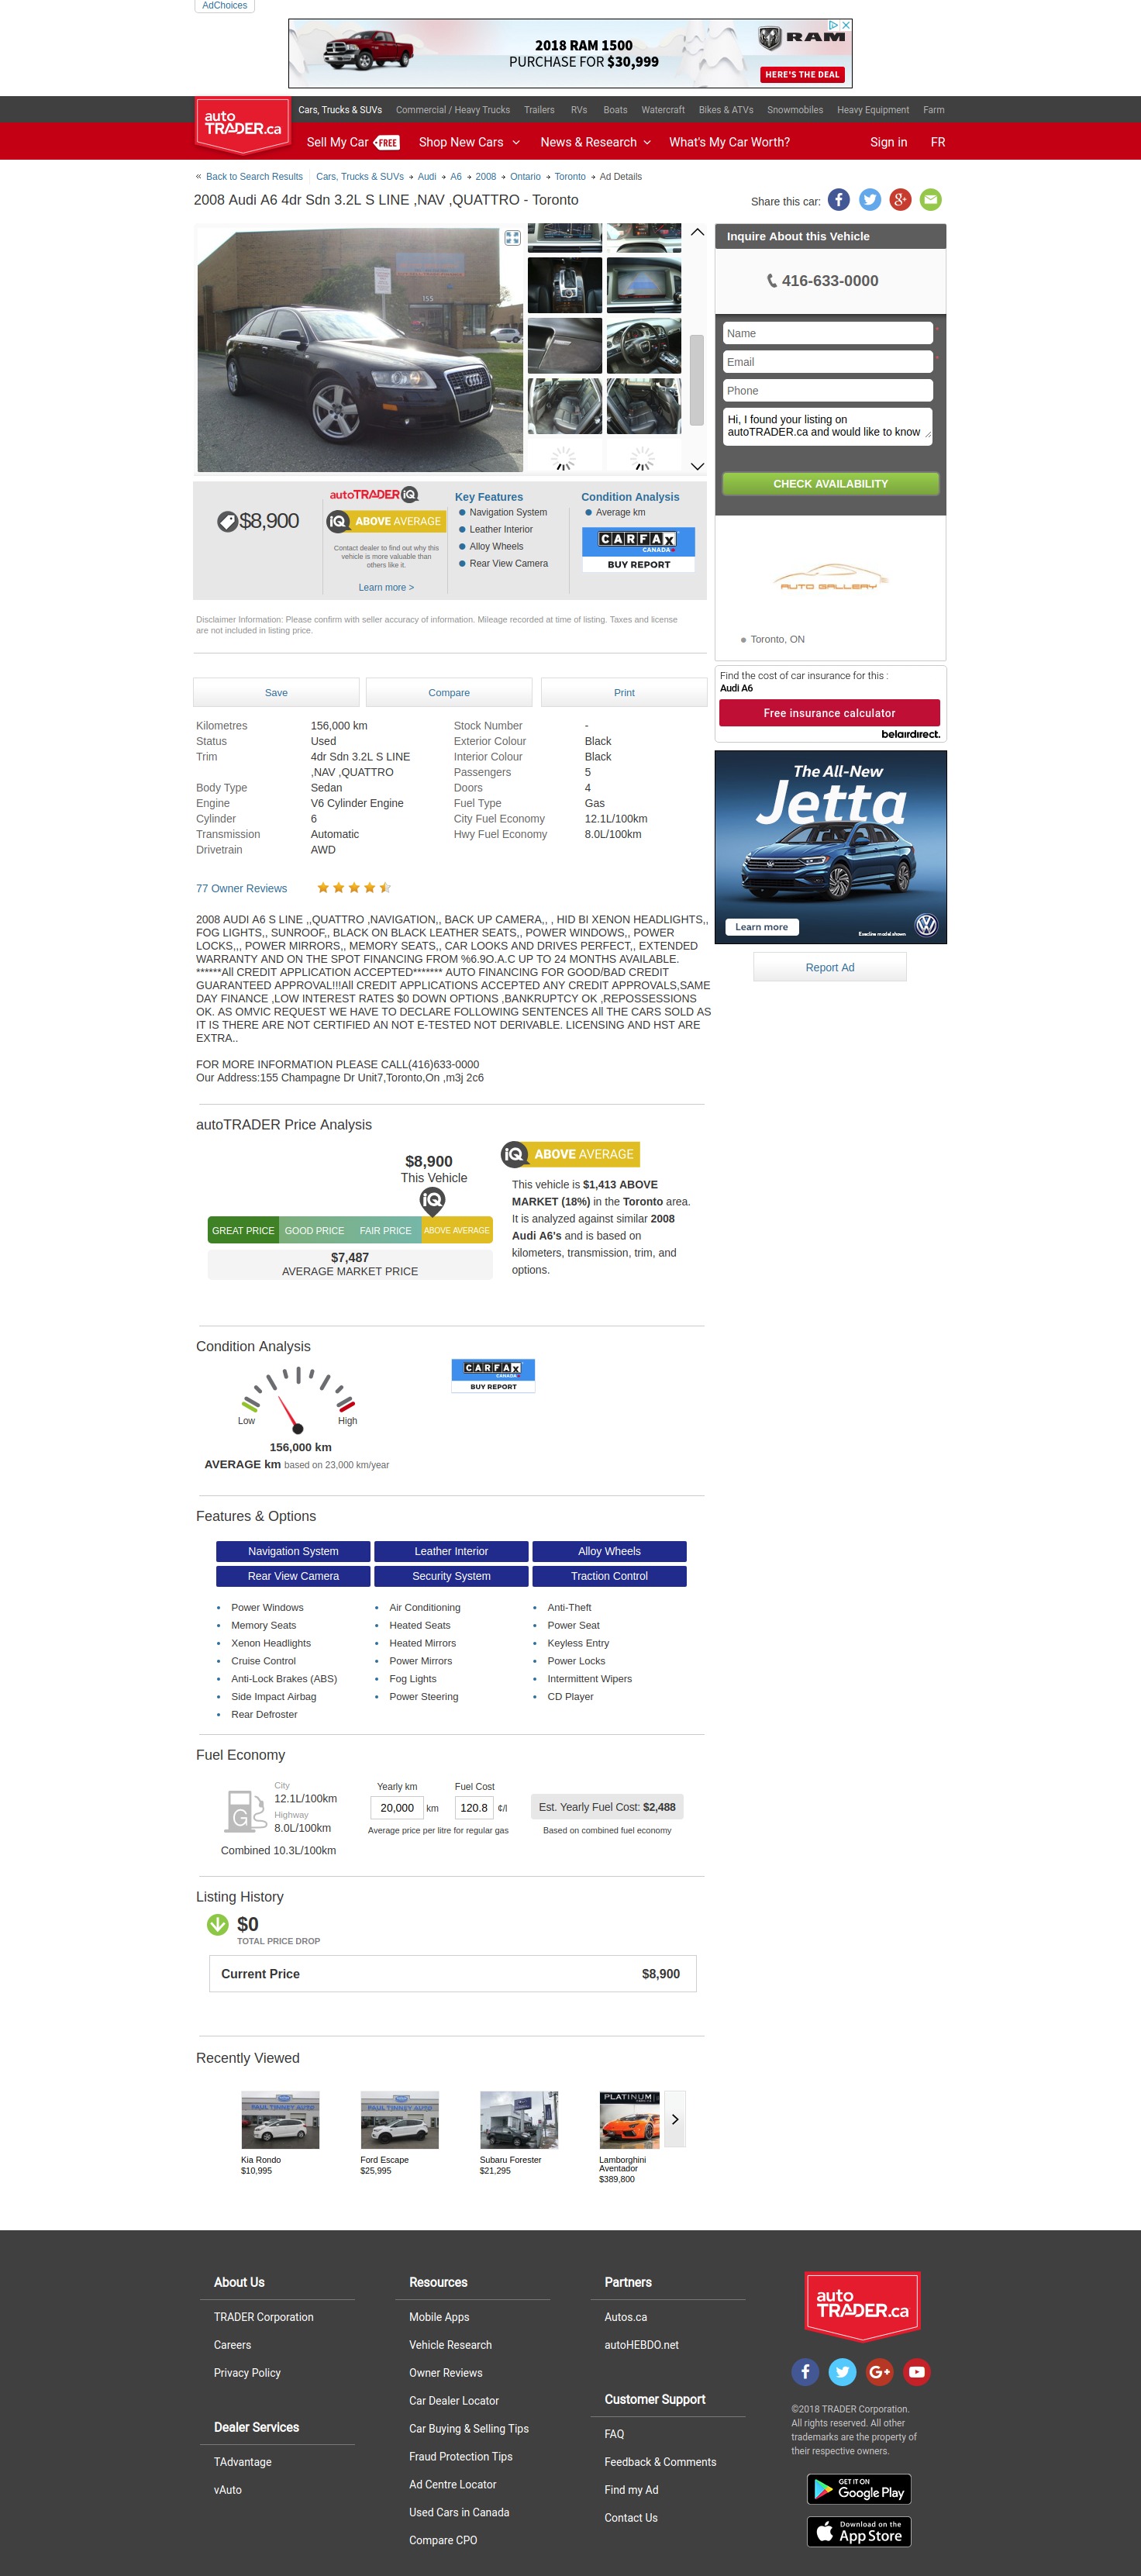 AdChoices
2018 RAM 1500
PURCHASE FOR $30,999
RAM
HERE'S THE DEAL
auto
TRADER.ca
Cars, Trucks & SUVs Commercial / Heavy Trucks Trailers RVs Boats Watercraft Bikes & ATVs Snowmobiles Heavy Equipment Farm
Sell My Car FREE Shop New Cars News & Research What's My Car Worth? Sign in FR
« Back to Search Results Cars, Trucks & SUVs → Audi → A6 → 2008 → Ontario → Toronto → Ad Details
2008 Audi A6 4dr Sdn 3.2L S LINE ,NAV ,QUATTRO - Toronto
Share this car:
155
Inquire About this Vehicle
416-633-0000
Name
Email
Phone
Hi, I found your listing on
autoTRADER.ca and would like to know
CHECK AVAILABILITY
$8,900
autoTRADER iQ
iQ ABOVE AVERAGE
Contact dealer to find out why this
vehicle is more valuable than
others like it.
Learn more >
Key Features
Navigation System
Leather Interior
Alloy Wheels
Rear View Camera
Condition Analysis
Average km
CARFAX
CANADA
BUY REPORT
AUTO GALLERY
Toronto, ON
Disclaimer Information: Please confirm with seller accuracy of information. Mileage recorded at time of listing. Taxes and license
are not included in listing price.
Find the cost of car insurance for this :
Audi A6
Free insurance calculator
belairdirect.
Save Compare Print
Kilometres 156,000 km Stock Number -
Status Used Exterior Colour Black
Trim 4dr Sdn 3.2L S LINE Interior Colour Black
,NAV ,QUATTRO Passengers 5
Body Type Sedan Doors 4
Engine V6 Cylinder Engine Fuel Type Gas
Cylinder 6 City Fuel Economy 12.1L/100km
Transmission Automatic Hwy Fuel Economy 8.0L/100km
Drivetrain AWD
The All-New
Jetta
Learn more
Execline model shown
77 Owner Reviews
Report Ad
2008 AUDI A6 S LINE ,,QUATTRO ,NAVIGATION,, BACK UP CAMERA,, , HID BI XENON HEADLIGHTS,,
FOG LIGHTS,, SUNROOF,, BLACK ON BLACK LEATHER SEATS,, POWER WINDOWS,, POWER
LOCKS,,, POWER MIRRORS,, MEMORY SEATS,, CAR LOOKS AND DRIVES PERFECT,, EXTENDED
WARRANTY AND ON THE SPOT FINANCING FROM %6.9O.A.C UP TO 24 MONTHS AVAILABLE.
******All CREDIT APPLICATION ACCEPTED******* AUTO FINANCING FOR GOOD/BAD CREDIT
GUARANTEED APPROVAL!!!All CREDIT APPLICATIONS ACCEPTED ANY CREDIT APPROVALS,SAME
DAY FINANCE ,LOW INTEREST RATES $0 DOWN OPTIONS ,BANKRUPTCY OK ,REPOSSESSIONS
OK. AS OMVIC REQUEST WE HAVE TO DECLARE FOLLOWING SENTENCES All THE CARS SOLD AS
IT IS THERE ARE NOT CERTIFIED AN NOT E-TESTED NOT DERIVABLE. LICENSING AND HST ARE
EXTRA..
FOR MORE INFORMATION PLEASE CALL(416)633-0000
Our Address:155 Champagne Dr Unit7,Toronto,On ,m3j 2c6
autoTRADER Price Analysis
$8,900
This Vehicle
iQ
GREAT PRICE GOOD PRICE FAIR PRICE ABOVE AVERAGE
$7,487
AVERAGE MARKET PRICE
iQ ABOVE AVERAGE
This vehicle is $1,413 ABOVE
MARKET (18%) in the Toronto area.
It is analyzed against similar 2008
Audi A6's and is based on
kilometers, transmission, trim, and
options.
Condition Analysis
Low High
156,000 km
AVERAGE km based on 23,000 km/year
CARFAX
CANADA
BUY REPORT
Features & Options
Navigation System Leather Interior Alloy Wheels
Rear View Camera Security System Traction Control
Power Windows Air Conditioning Anti-Theft
Memory Seats Heated Seats Power Seat
Xenon Headlights Heated Mirrors Keyless Entry
Cruise Control Power Mirrors Power Locks
Anti-Lock Brakes (ABS) Fog Lights Intermittent Wipers
Side Impact Airbag Power Steering CD Player
Rear Defroster
Fuel Economy
G
City
12.1L/100km
Highway
8.0L/100km
Combined 10.3L/100km
Yearly km Fuel Cost
20,000 km 120.8 ¢/l
Average price per litre for regular gas
Est. Yearly Fuel Cost: $2,488
Based on combined fuel economy
Listing History
$0
TOTAL PRICE DROP
Current Price $8,900
Recently Viewed
PAUL TINNEY AUTO PAUL TINNEY AUTO PLATINUM
Kia Rondo
$10,995
Ford Escape
$25,995
Subaru Forester
$21,295
Lamborghini
Aventador
$389,800
About Us
TRADER Corporation
Careers
Privacy Policy
Dealer Services
TAdvantage
vAuto
Resources
Mobile Apps
Vehicle Research
Owner Reviews
Car Dealer Locator
Car Buying & Selling Tips
Fraud Protection Tips
Ad Centre Locator
Used Cars in Canada
Compare CPO
Partners
Autos.ca
autoHEBDO.net
Customer Support
FAQ
Feedback & Comments
Find my Ad
Contact Us
auto
TRADER.ca
©2018 TRADER Corporation.
All rights reserved. All other
trademarks are the property of
their respective owners.
GET IT ON
Google Play
Download on the
App Store